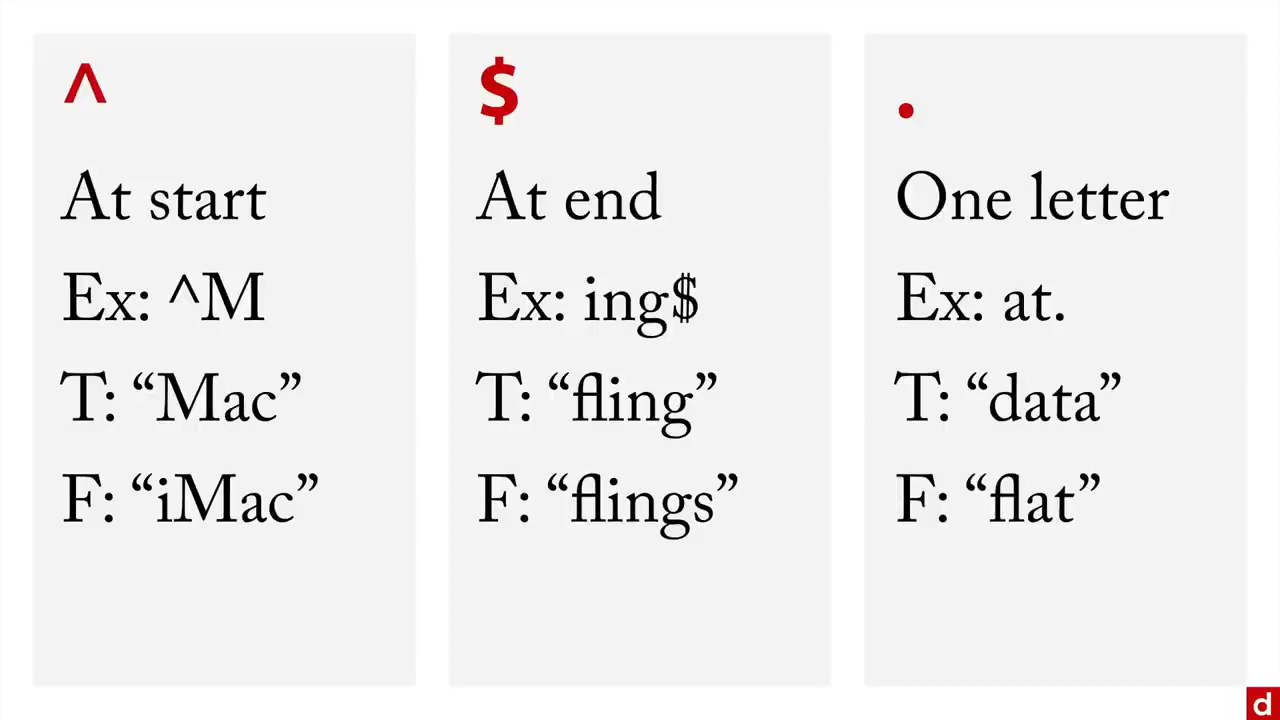 ^
At start
Ex: ^M
T: “Mac”
F: “iMac”
$
At end
Ex: ing$
T: “fling”
F: “flings”
.
One letter
Ex: at.
T: “data”
F: “flat”
d